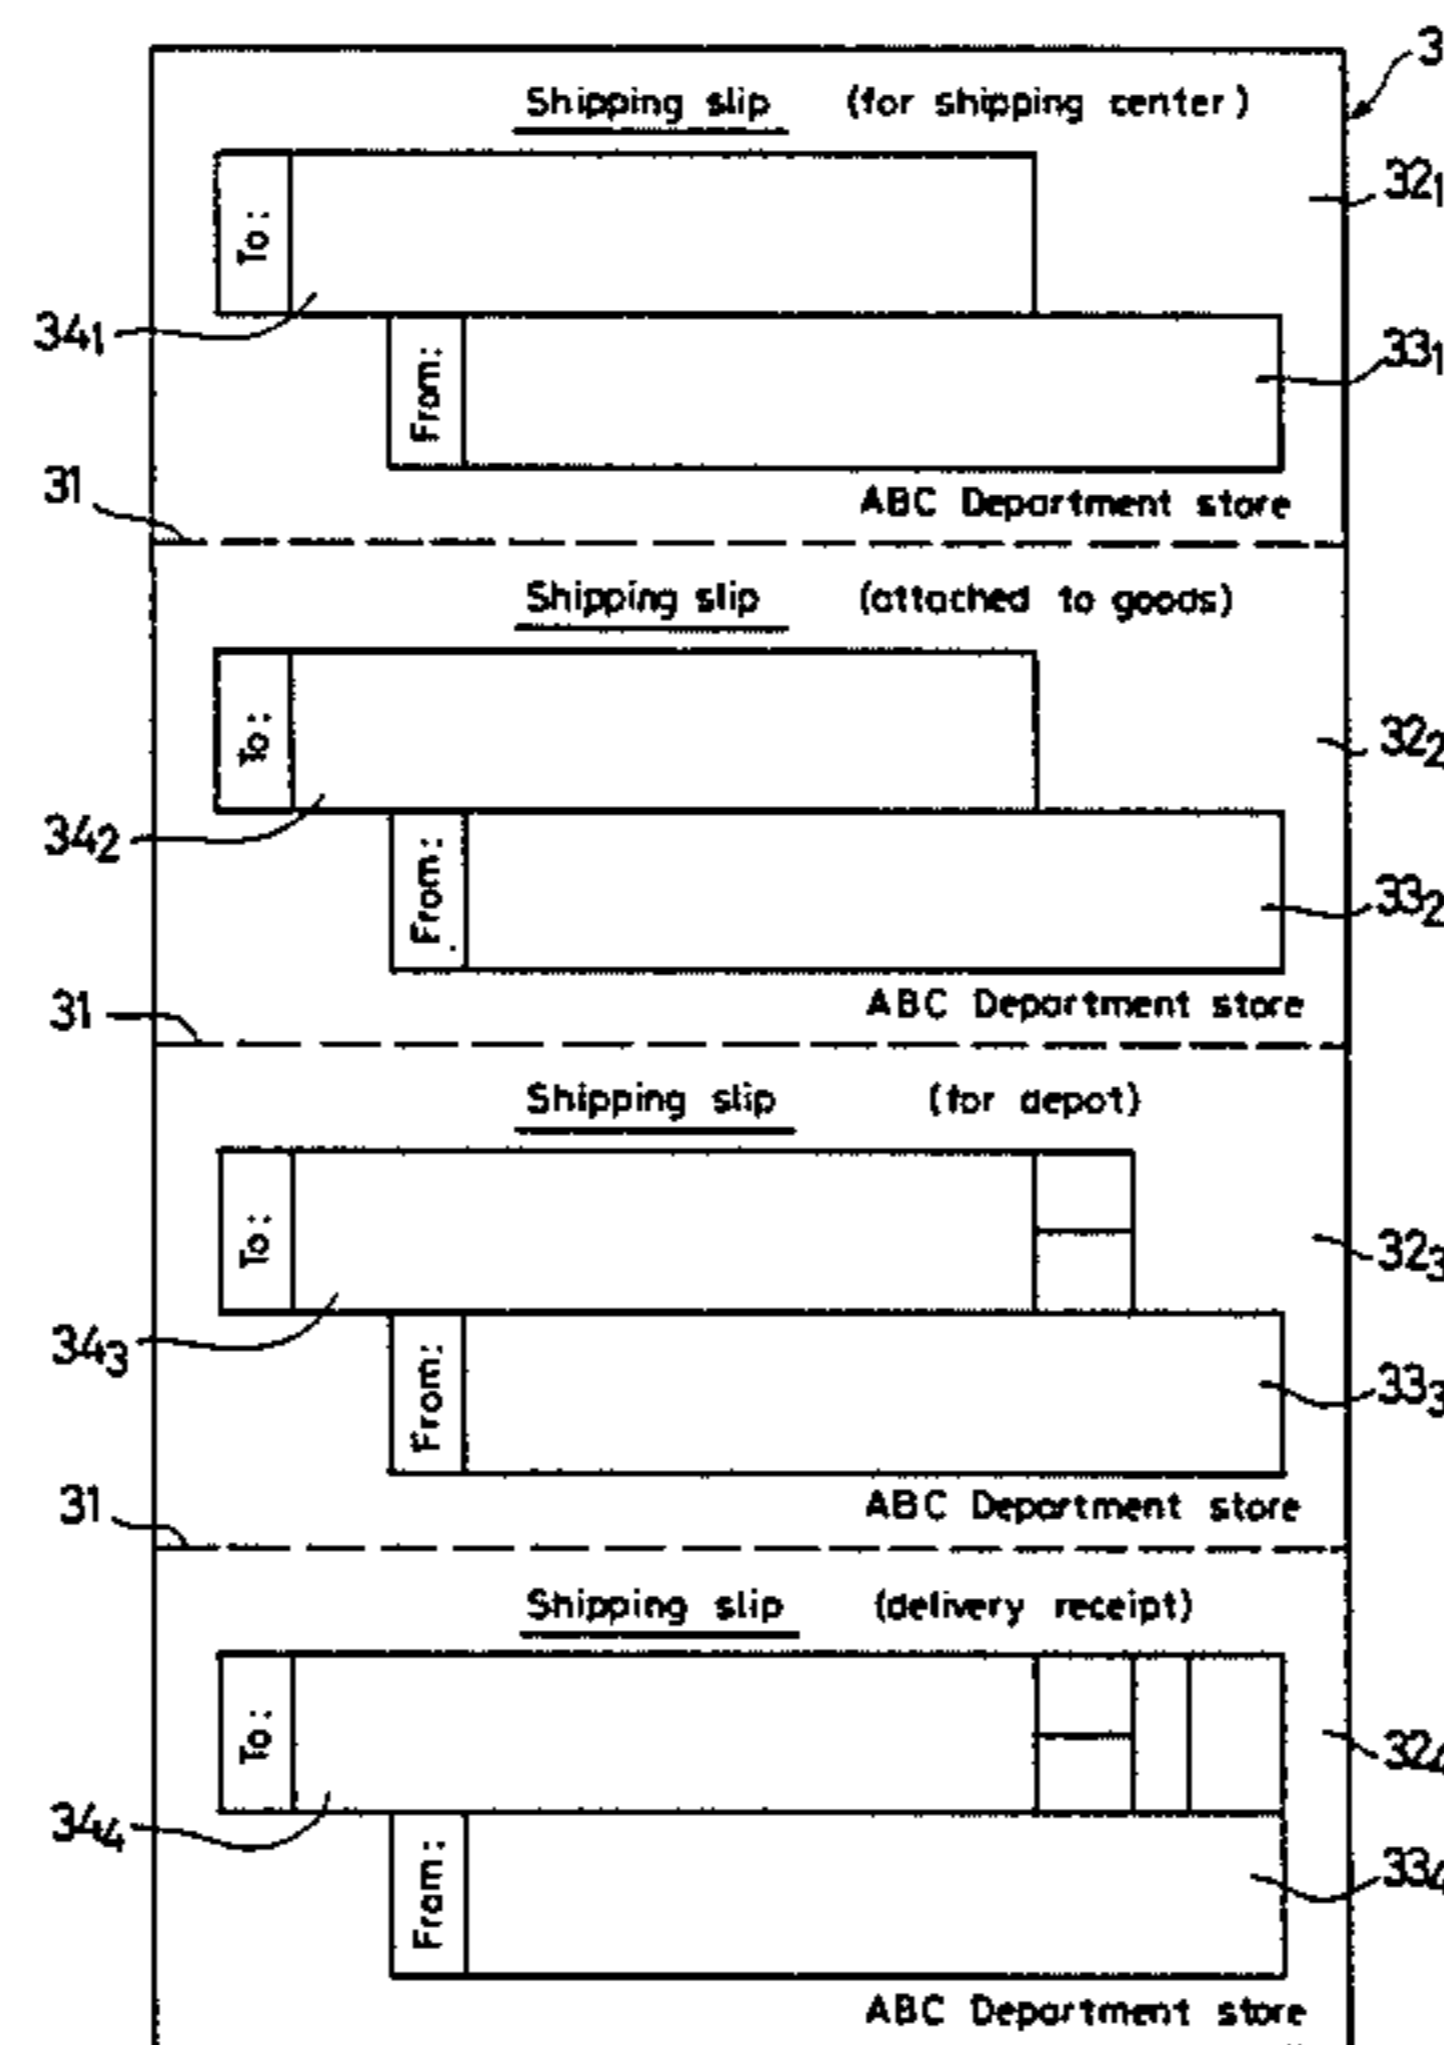 3
Shipping slip (for shipping center)
32₁
To:
34₁
33₁
From:
31
ABC Department store
Shipping slip (attached to goods)
32₂
To:
34₂
33₂
From:
31
ABC Department store
Shipping slip (for depot)
32₃
To:
34₃
33₃
From:
31
ABC Department store
Shipping slip (delivery receipt)
32₄
To:
34₄
33₄
From:
ABC Department store